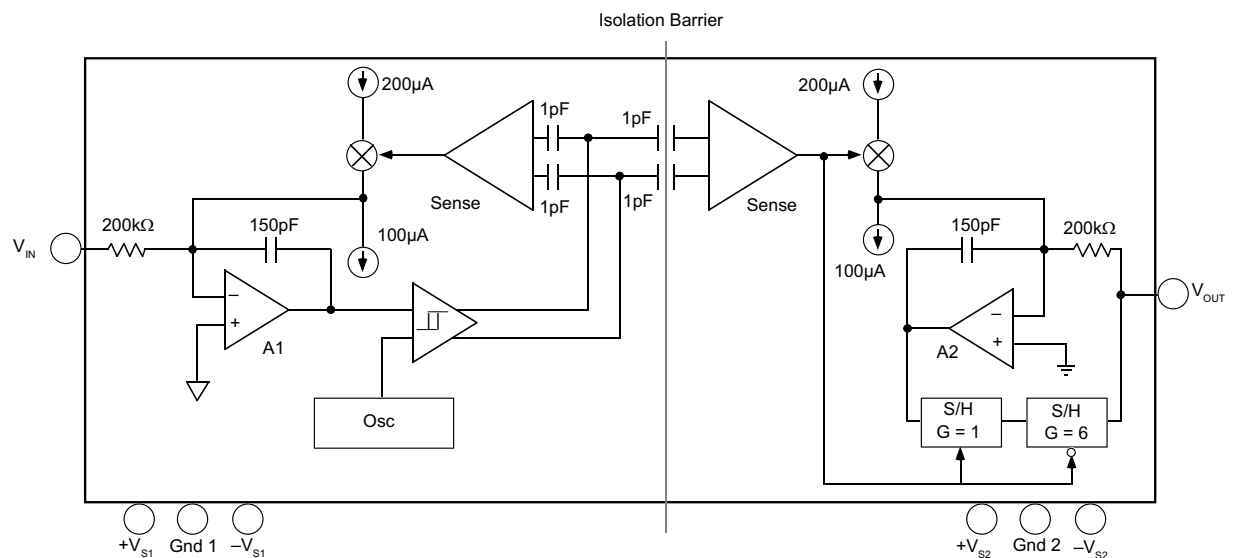 Isolation Barrier
200µA
200µA
1pF
1pF
1pF
1pF
Sense
Sense
150pF
150pF
200kΩ
200kΩ
100µA
100µA
V_IN
V_OUT
A1
A2
Osc
S/H
G = 1
S/H
G = 6
+V_S1
Gnd 1
–V_S1
+V_S2
Gnd 2
–V_S2